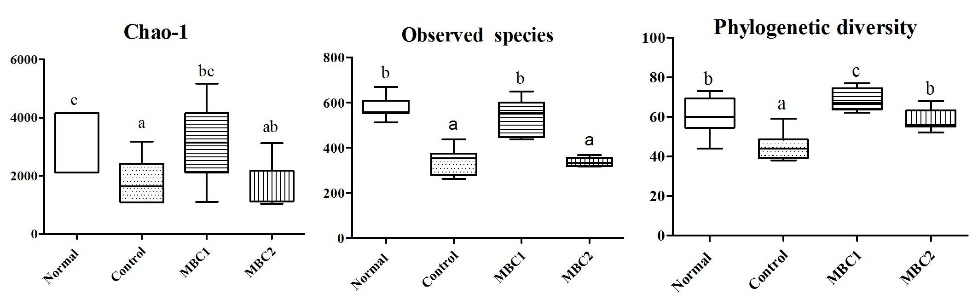 Chao-1
6000
4000
2000
0
c
a
bc
ab
Normal
Control
MBC1
MBC2
Observed species
800
600
400
200
0
b
a
b
a
Normal
Control
MBC1
MBC2
Phylogenetic diversity
100
80
60
40
20
0
b
a
c
b
Normal
Control
MBC1
MBC2